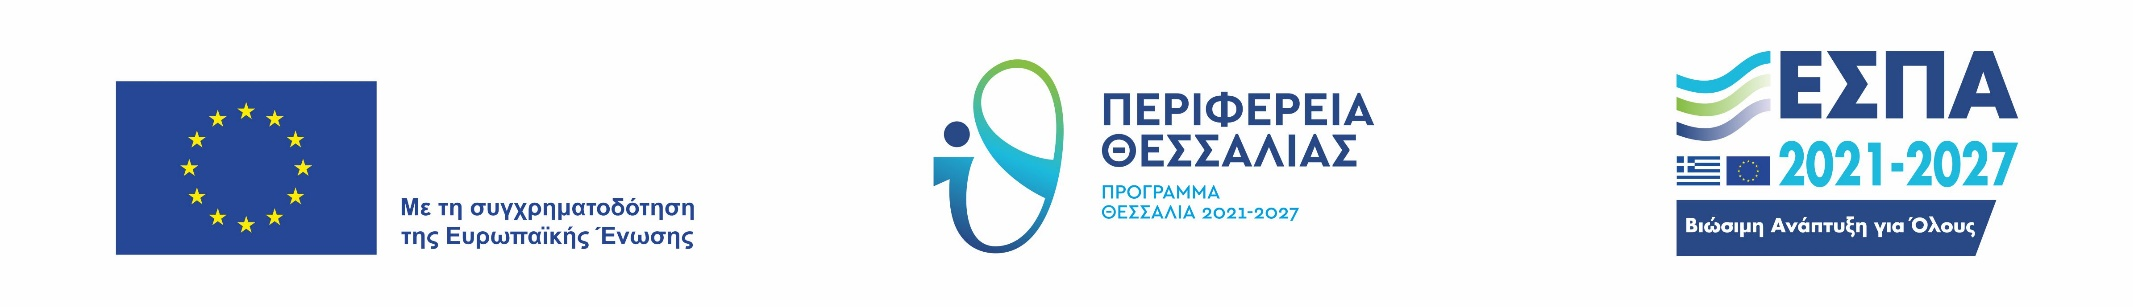 Με τη συγχρηματοδότηση
της Ευρωπαϊκής Ένωσης
ΠΕΡΙΦΕΡΕΙΑ
ΘΕΣΣΑΛΙΑΣ
ΠΡΟΓΡΑΜΜΑ
ΘΕΣΣΑΛΙΑ 2021-2027
ΕΣΠΑ
2021-2027
Βιώσιμη Ανάπτυξη για Όλους